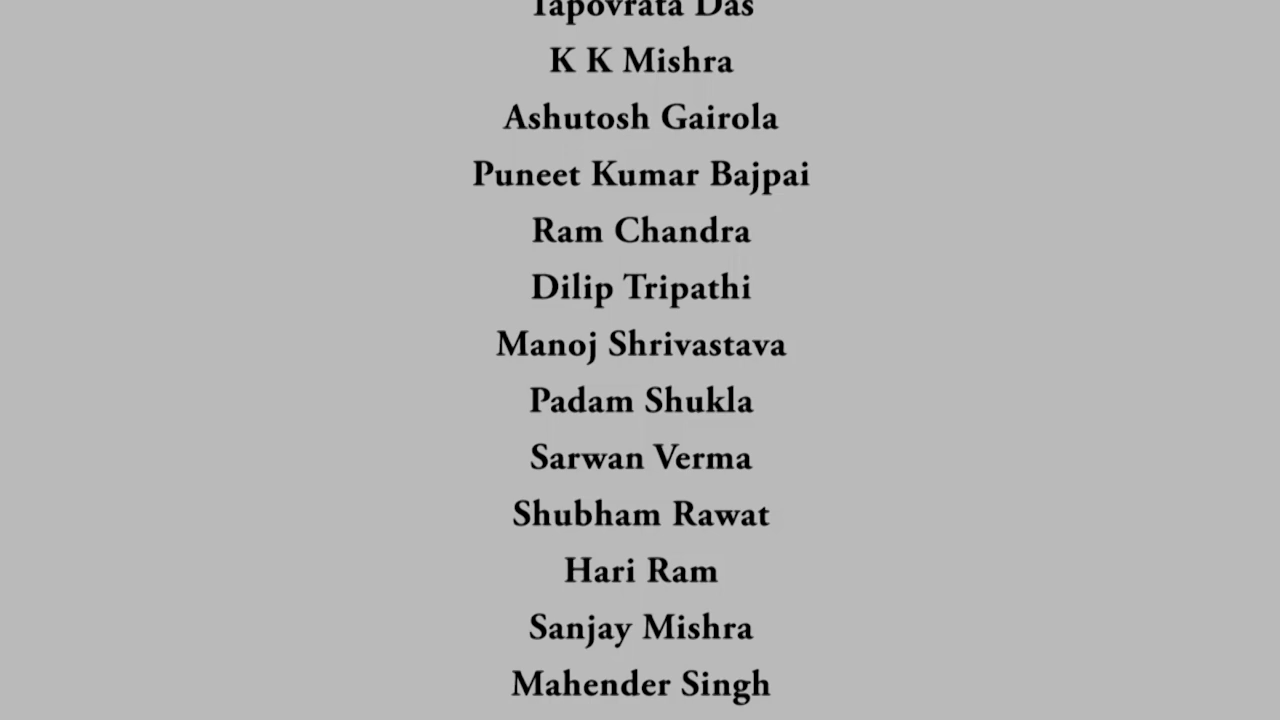 Tapovrata Das
K K Mishra
Ashutosh Gairola
Puneet Kumar Bajpai
Ram Chandra
Dilip Tripathi
Manoj Shrivastava
Padam Shukla
Sarwan Verma
Shubham Rawat
Hari Ram
Sanjay Mishra
Mahender Singh